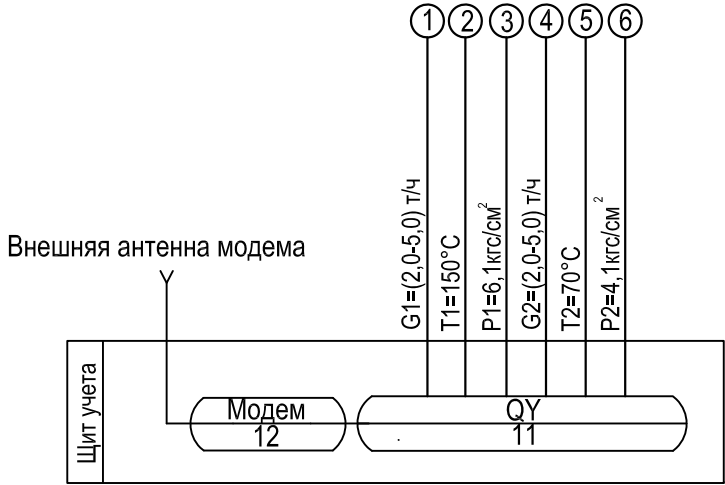 1 2 3 4 5 6
G1=(2,0-5,0) т/ч
T1=150°C
P1=6,1кгс/см²
G2=(2,0-5,0) т/ч
T2=70°C
P2=4,1кгс/см²
Внешняя антенна модема
Щит учета
Модем
12
QY
11